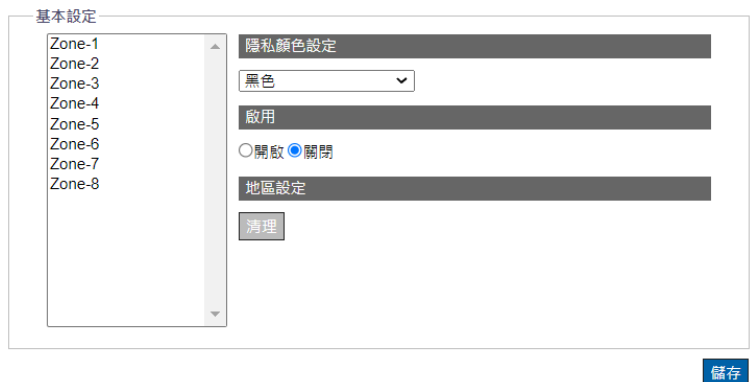 基本設定
Zone-1
Zone-2
Zone-3
Zone-4
Zone-5
Zone-6
Zone-7
Zone-8
隱私顏色設定
黑色
啟用
開啟 關閉
地區設定
清理
儲存